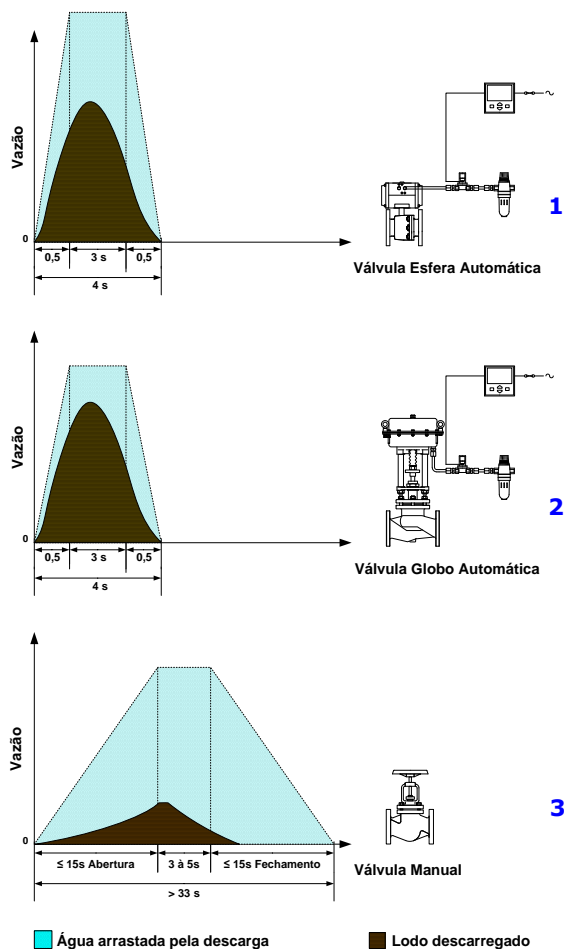 Vazão
0
0,5
3 s
0,5
4 s
Válvula Esfera Automática
1
Vazão
0
0,5
3 s
0,5
4 s
Válvula Globo Automática
2
Vazão
0
≤ 15s Abertura
3 à 5s
≤ 15s Fechamento
> 33 s
Válvula Manual
3
Água arrastada pela descarga
Lodo descarregado